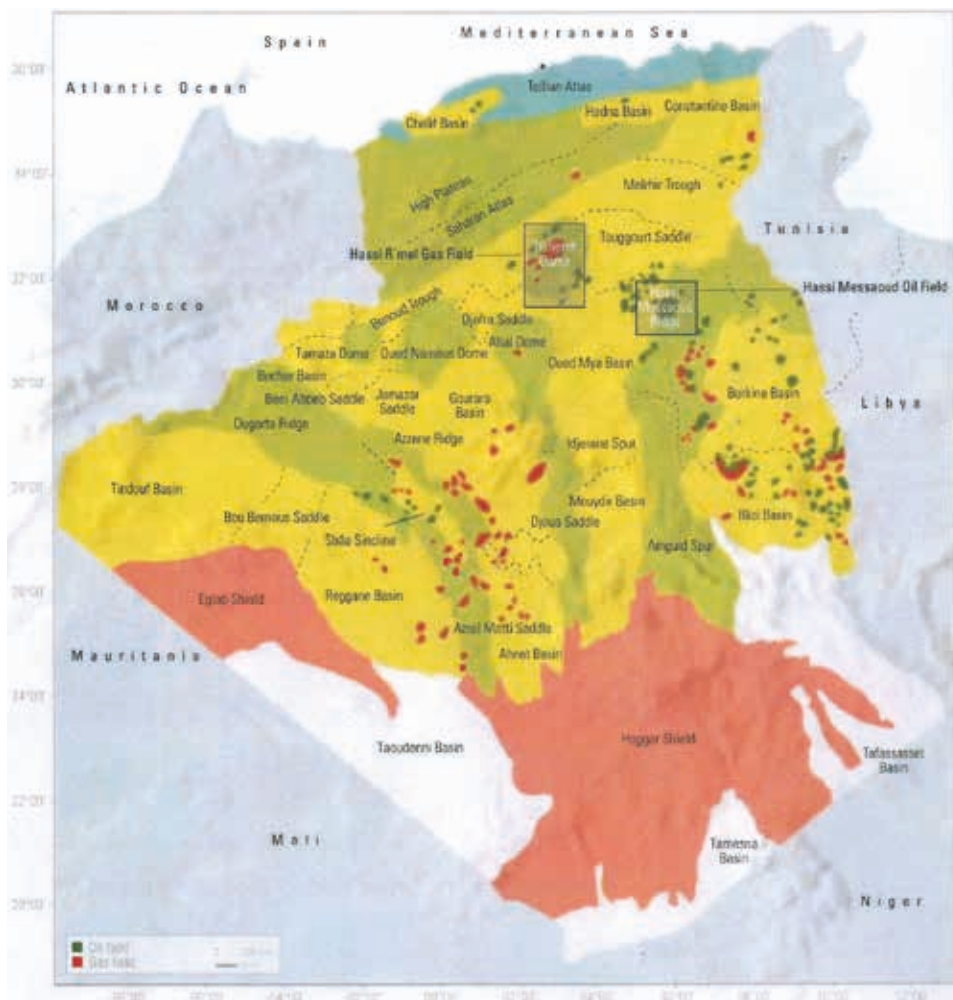 Spain
Mediterranean Sea
Atlantic Ocean
Tellian Atlas
Chelif Basin
Hodna Basin
Constantine Basin
High Plateau
Saharan Atlas
Melrhir Trough
Tunisia
Touggourt Saddle
Hassi R'mel Gas Field
Hassi Messaoud Oil Field
Morocco
Benoud Trough
Djofra Saddle
Tamaza Dome
Oued Namous Dome
Allal Dome
Oued Mya Basin
Bechar Basin
Beni Abbes Saddle
Gourara
Basin
Saddle
Berkine Basin
Libya
Ougarta Ridge
Azzene Ridge
Idjerane Spur
Tindouf Basin
Mouydir Basin
Illizi Basin
Bou Bernous Saddle
Djoua Saddle
Sbâa Sincline
Amguid Spur
Eglab Shield
Reggane Basin
Azzel Matti Saddle
Mauritania
Ahnet Basin
Hoggar Shield
Taoudenni Basin
Tafassasset
Basin
Mali
Tamesna
Basin
Niger
Oil field
Gas field